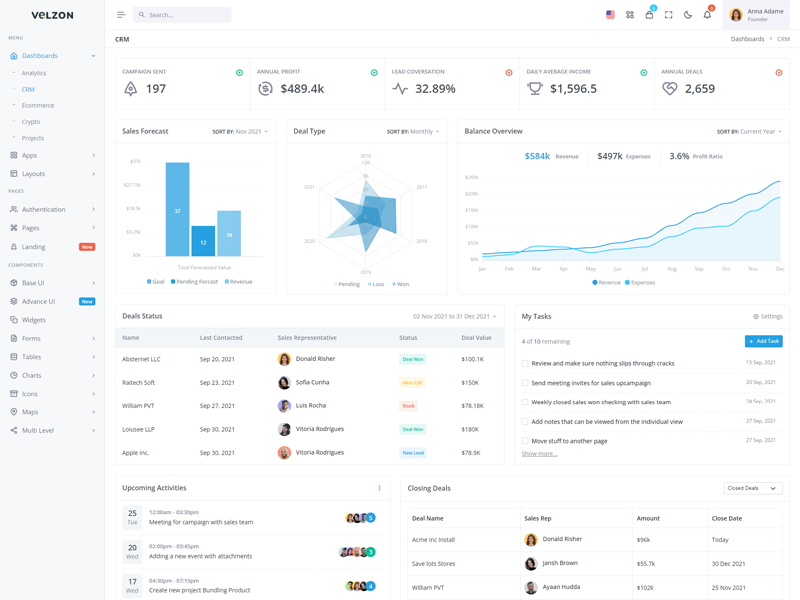 VELZON
Search...
5
3
Anna Adame
Founder
MENU
Dashboards
Analytics
CRM
Ecommerce
Crypto
Projects
Apps
Layouts
PAGES
Authentication
Pages
Landing New
COMPONENTS
Base UI
Advance UI New
Widgets
Forms
Tables
Charts
Icons
Maps
Multi Level
CRM
Dashboards > CRM
CAMPAIGN SENT
197
ANNUAL PROFIT
$489.4k
LEAD COVERSATION
32.89%
DAILY AVERAGE INCOME
$1,596.5
ANNUAL DEALS
2,659
Sales Forecast SORT BY: Nov 2021
$37k
$27.75k
$18.5k
$9.25k
$0k
37
12
18
Total Forecasted Value
Goal Pending Forcast Revenue
Deal Type SORT BY: Monthly
2016
120
2017
2018
2019
2020
2021
Pending Loss Won
Balance Overview SORT BY: Current Year
$584k Revenue $497k Expenses 3.6% Profit Ratio
$260k
$208k
$156k
$104k
$52k
$0k
Jan Feb Mar Apr May Jun Jul Aug Sep Oct Nov Dec
Revenue Expenses
Deals Status 02 Nov 2021 to 31 Dec 2021
Name Last Contacted Sales Representative Status Deal Value
Absternet LLC Sep 20, 2021 Donald Risher Deal Won $100.1K
Raitech Soft Sep 23, 2021 Sofia Cunha Intro Call $150K
William PVT Sep 27, 2021 Luis Rocha Stuck $78.18K
Loiusee LLP Sep 30, 2021 Vitoria Rodrigues Deal Won $180K
Apple Inc. Sep 30, 2021 Vitoria Rodrigues New Lead $78.9K
My Tasks Settings
4 of 10 remaining + Add Task
Review and make sure nothing slips through cracks 15 Sep, 2021
Send meeting invites for sales upcampaign 20 Sep, 2021
Weekly closed sales won checking with sales team 24 Sep, 2021
Add notes that can be viewed from the individual view 27 Sep, 2021
Move stuff to another page 27 Sep, 2021
Show more...
Upcoming Activities
25
Tue
12:00am - 03:30pm
Meeting for campaign with sales team
5
20
Wed
02:00pm - 03:45pm
Adding a new event with attachments
3
17
Wed
04:30pm - 07:15pm
Create new project Bundling Product
4
Closing Deals Closed Deals
Deal Name Sales Rep Amount Close Date
Acme Inc Install Donald Risher $96k Today
Save lots Stores Jansh Brown $55.7k 30 Dec 2021
William PVT Ayaan Hudda $102k 25 Nov 2021